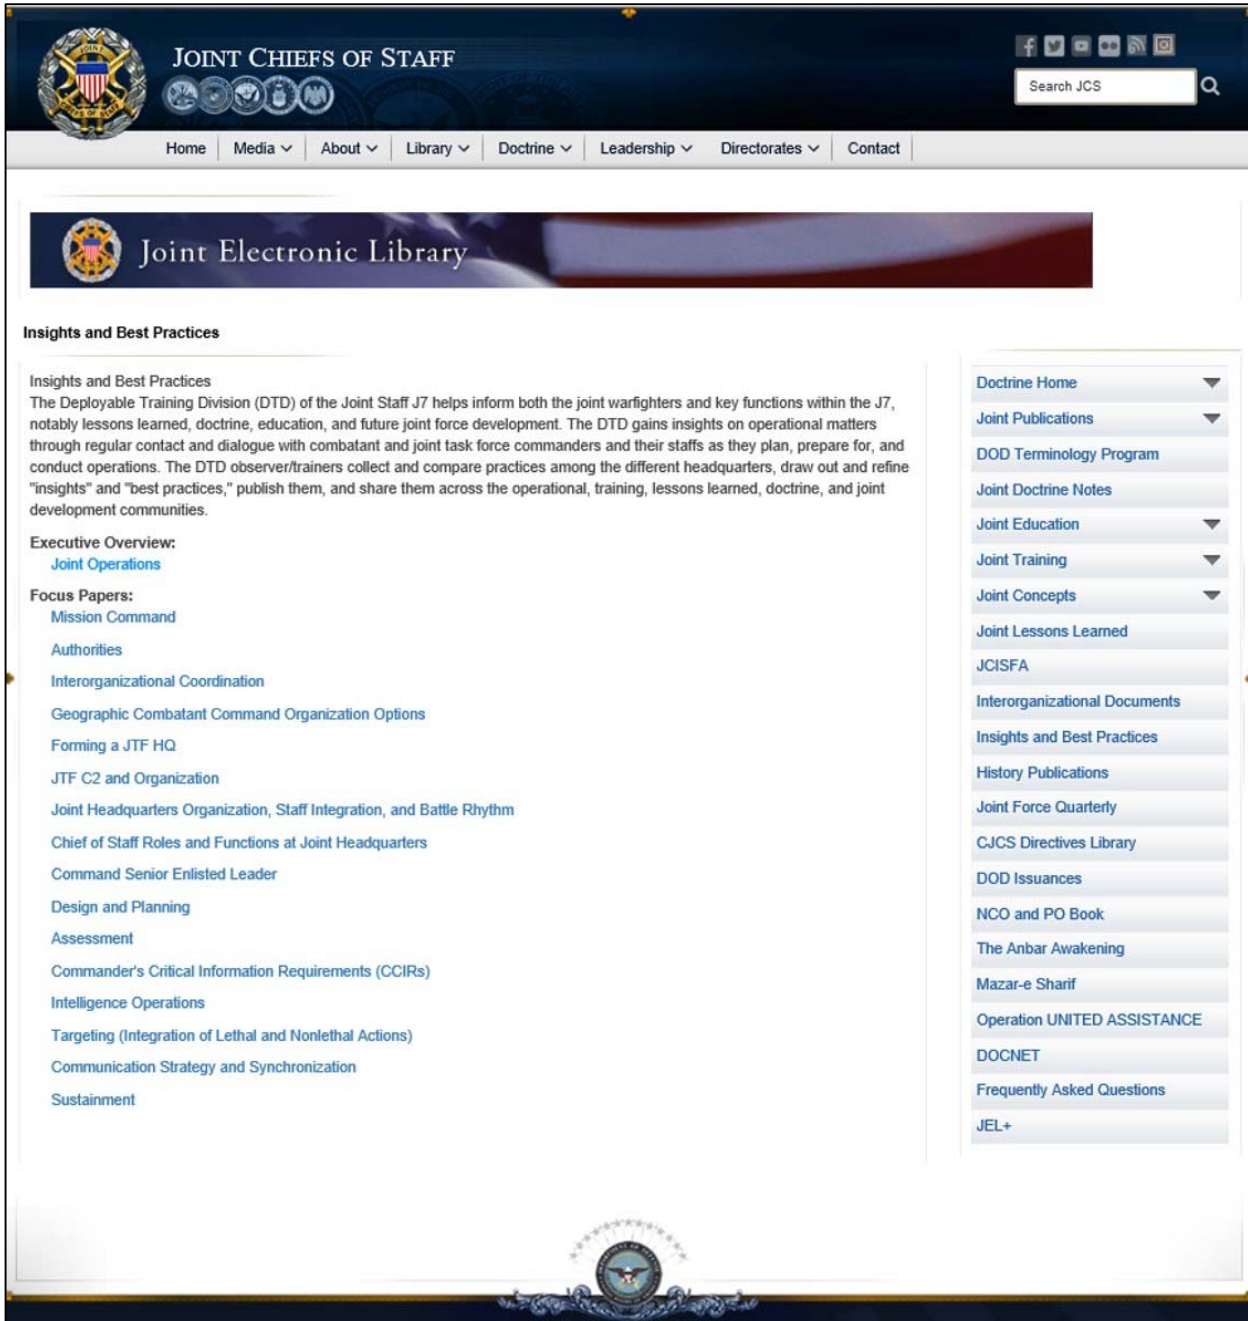 JOINT CHIEFS OF STAFF
Search JCS
Home Media About Library Doctrine Leadership Directorates Contact
Joint Electronic Library
Insights and Best Practices
Insights and Best Practices
The Deployable Training Division (DTD) of the Joint Staff J7 helps inform both the joint warfighters and key functions within the J7,
notably lessons learned, doctrine, education, and future joint force development. The DTD gains insights on operational matters
through regular contact and dialogue with combatant and joint task force commanders and their staffs as they plan, prepare for, and
conduct operations. The DTD observer/trainers collect and compare practices among the different headquarters, draw out and refine
"insights" and "best practices," publish them, and share them across the operational, training, lessons learned, doctrine, and joint
development communities.
Executive Overview:
Joint Operations
Focus Papers:
Mission Command
Authorities
Interorganizational Coordination
Geographic Combatant Command Organization Options
Forming a JTF HQ
JTF C2 and Organization
Joint Headquarters Organization, Staff Integration, and Battle Rhythm
Chief of Staff Roles and Functions at Joint Headquarters
Command Senior Enlisted Leader
Design and Planning
Assessment
Commander's Critical Information Requirements (CCIRs)
Intelligence Operations
Targeting (Integration of Lethal and Nonlethal Actions)
Communication Strategy and Synchronization
Sustainment
Doctrine Home
Joint Publications
DOD Terminology Program
Joint Doctrine Notes
Joint Education
Joint Training
Joint Concepts
Joint Lessons Learned
JCISFA
Interorganizational Documents
Insights and Best Practices
History Publications
Joint Force Quarterly
CJCS Directives Library
DOD Issuances
NCO and PO Book
The Anbar Awakening
Mazar-e Sharif
Operation UNITED ASSISTANCE
DOCNET
Frequently Asked Questions
JEL+